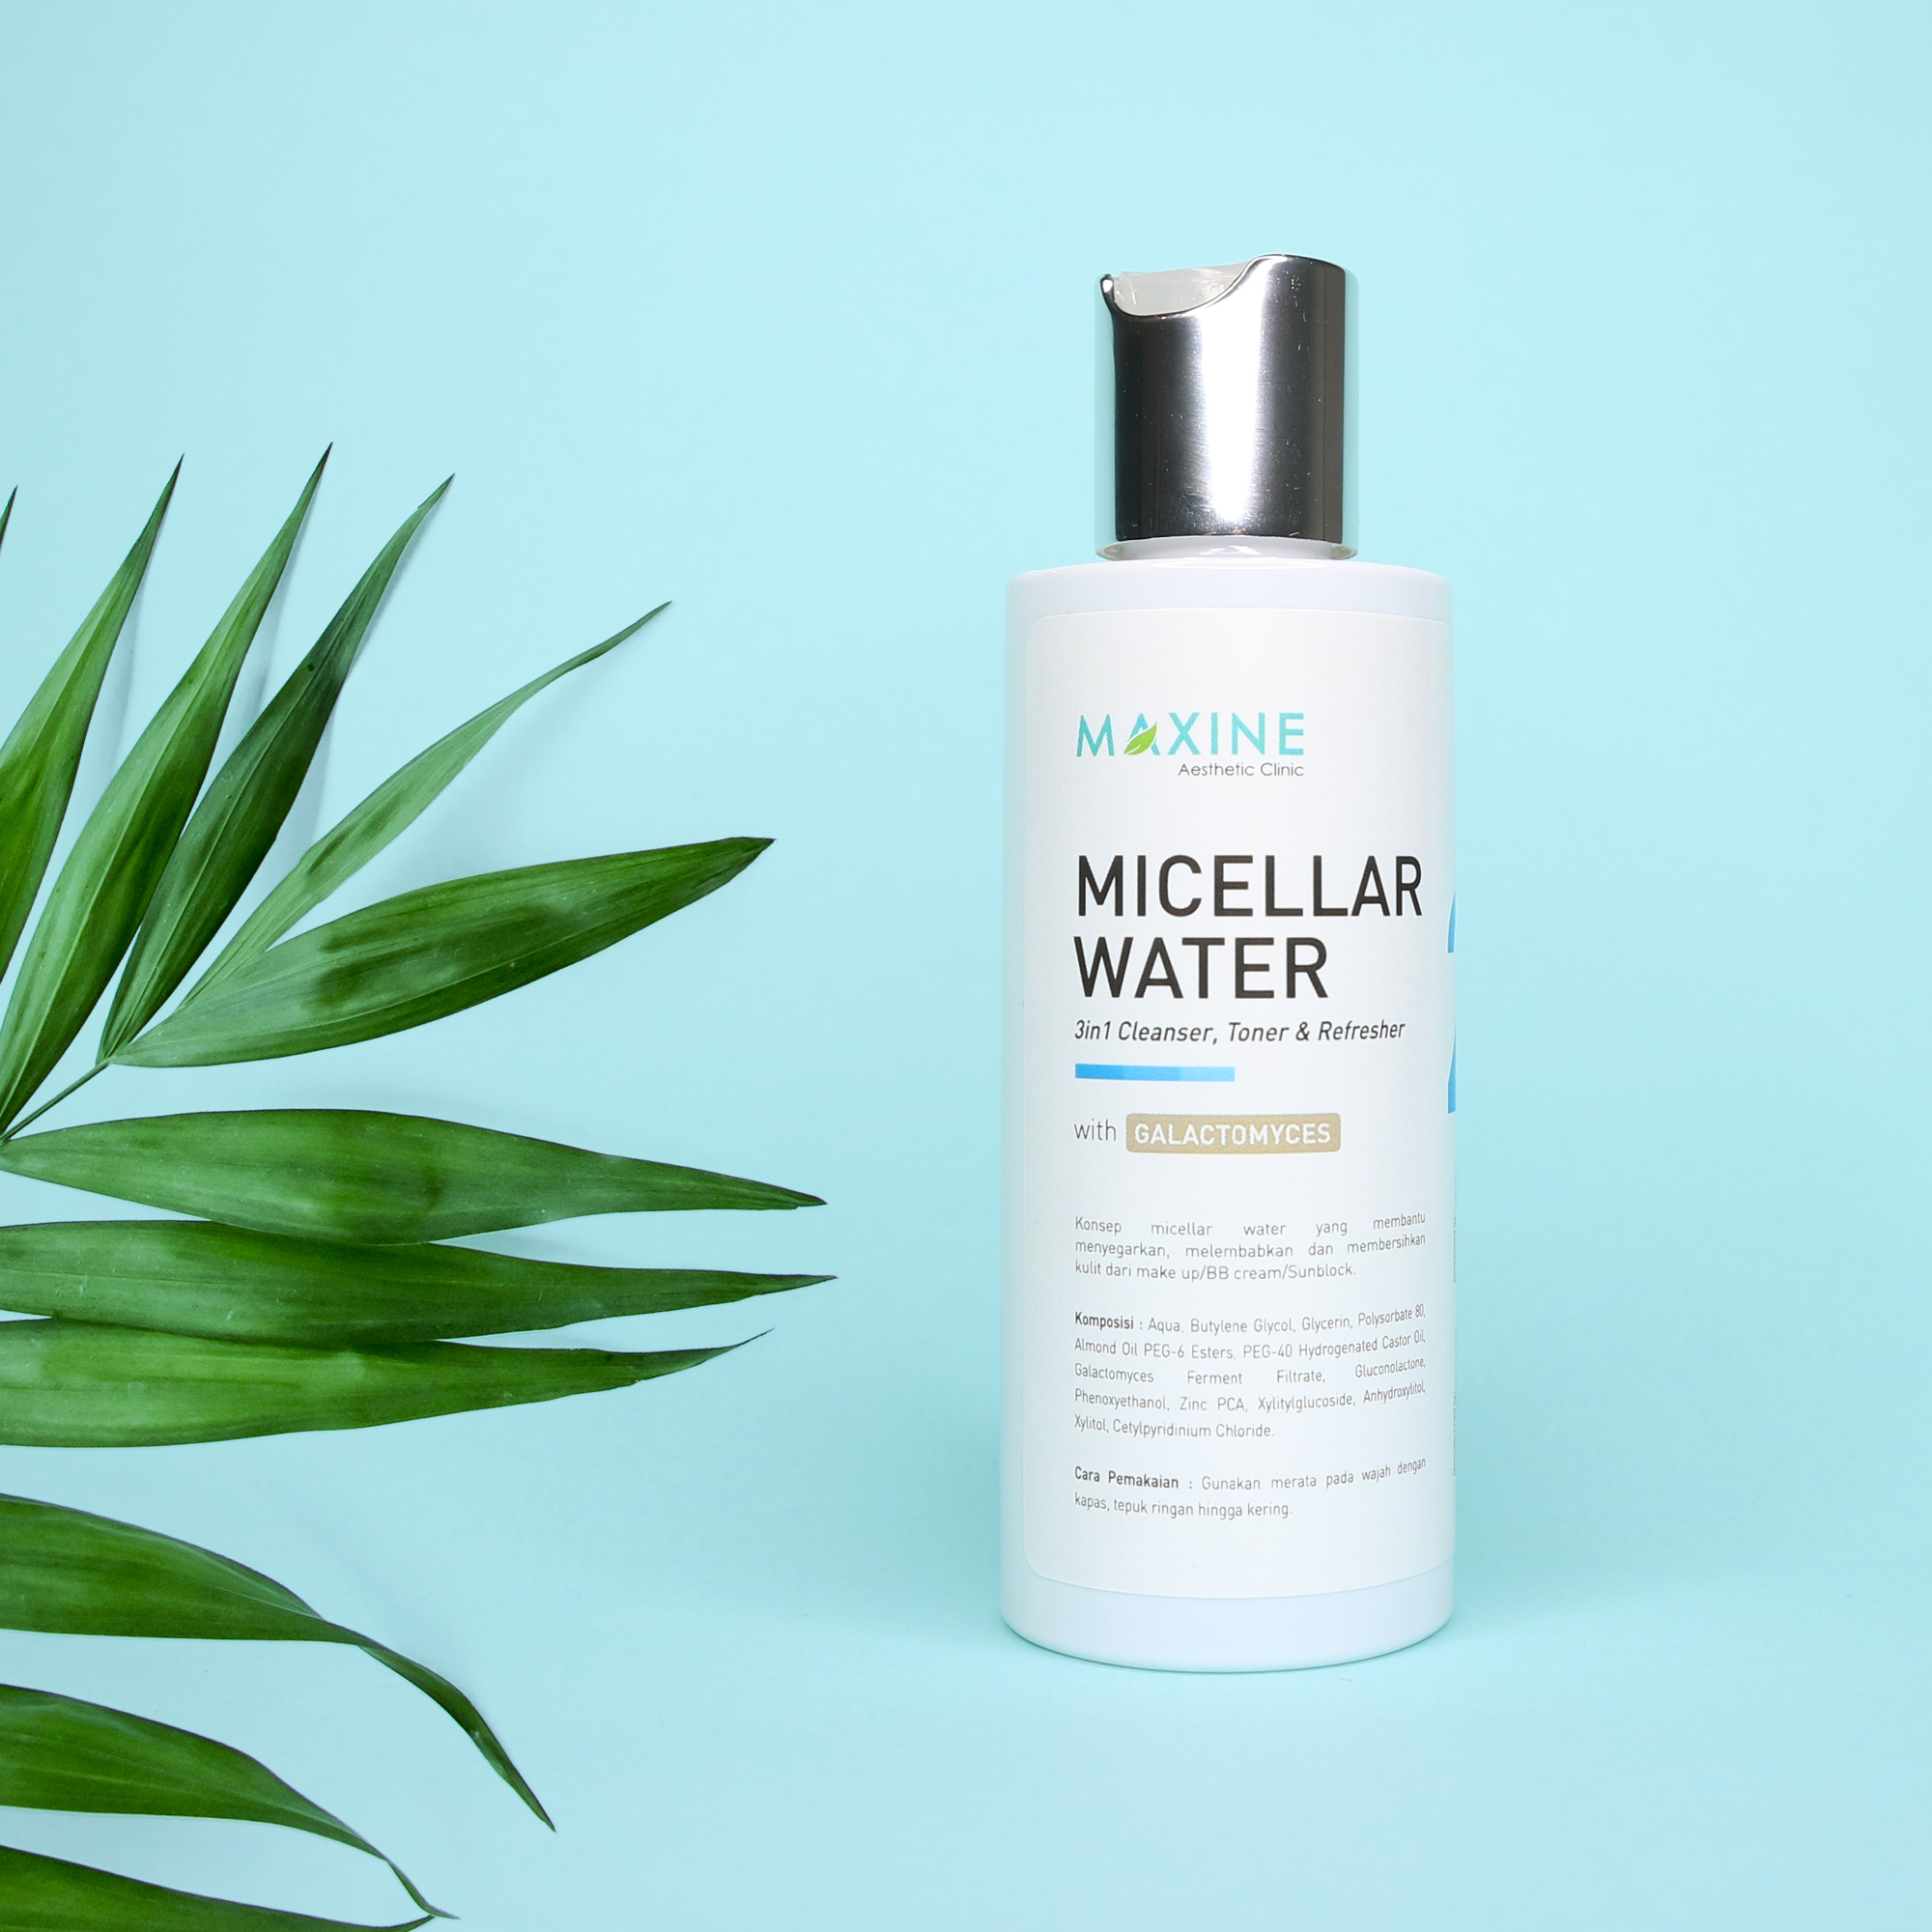 MAXINE
Aesthetic Clinic
MICELLAR
WATER
3in1 Cleanser, Toner & Refresher
with GALACTOMYCES
Konsep micellar water yang membantu
menyegarkan, melembabkan dan membersihkan
kulit dari make up/BB cream/Sunblock.
Komposisi : Aqua, Butylene Glycol, Glycerin, Polysorbate 80,
Almond Oil PEG-6 Esters, PEG-40 Hydrogenated Castor Oil,
Galactomyces Ferment Filtrate, Gluconolactone,
Phenoxyethanol, Zinc PCA, Xylitylglucoside, Anhydroxylitol,
Xylitol, Cetylpyridinium Chloride.
Cara Pemakaian : Gunakan merata pada wajah dengan
kapas, tepuk ringan hingga kering.